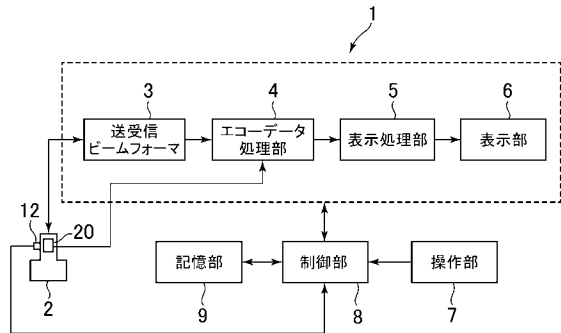 1
3
4
5
6
送受信
ビームフォーマ
エコーデータ
処理部
表示処理部
表示部
12
20
2
記憶部
制御部
操作部
9
8
7